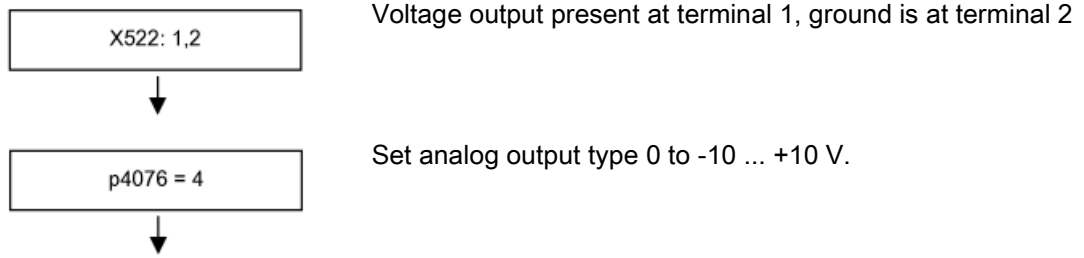 X522: 1,2
Voltage output present at terminal 1, ground is at terminal 2
p4076 = 4
Set analog output type 0 to -10 ... +10 V.